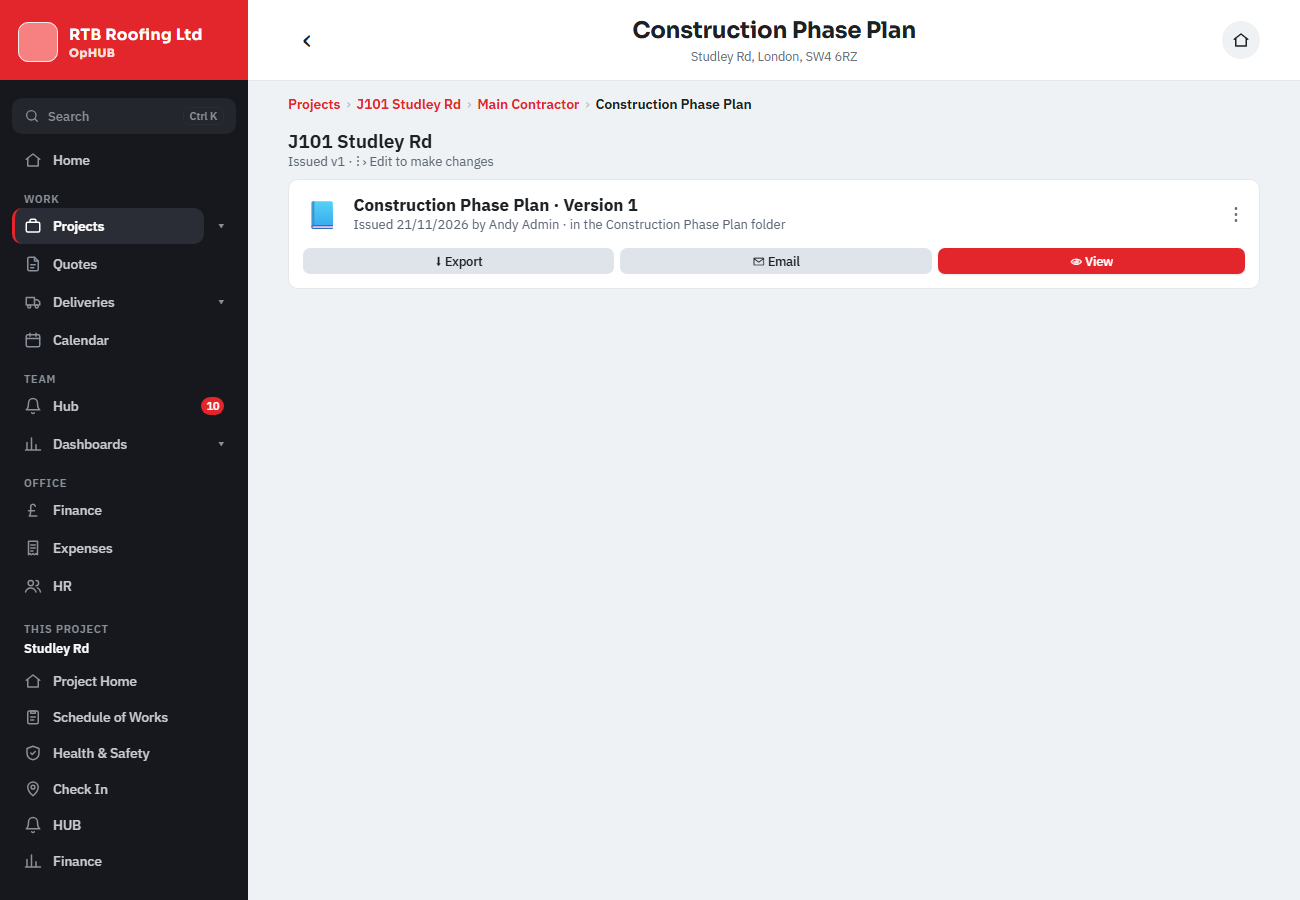 RTB Roofing Ltd
OpHUB
Search Ctrl K
Home
WORK
Projects
Quotes
Deliveries
Calendar
TEAM
Hub 10
Dashboards
OFFICE
Finance
Expenses
HR
THIS PROJECT
Studley Rd
Project Home
Schedule of Works
Health & Safety
Check In
HUB
Finance
Construction Phase Plan
Studley Rd, London, SW4 6RZ
Projects › J101 Studley Rd › Main Contractor › Construction Phase Plan
J101 Studley Rd
Issued v1 · ⋮ › Edit to make changes
Construction Phase Plan · Version 1
Issued 21/11/2026 by Andy Admin · in the Construction Phase Plan folder
⬇ Export
✉ Email
👁 View